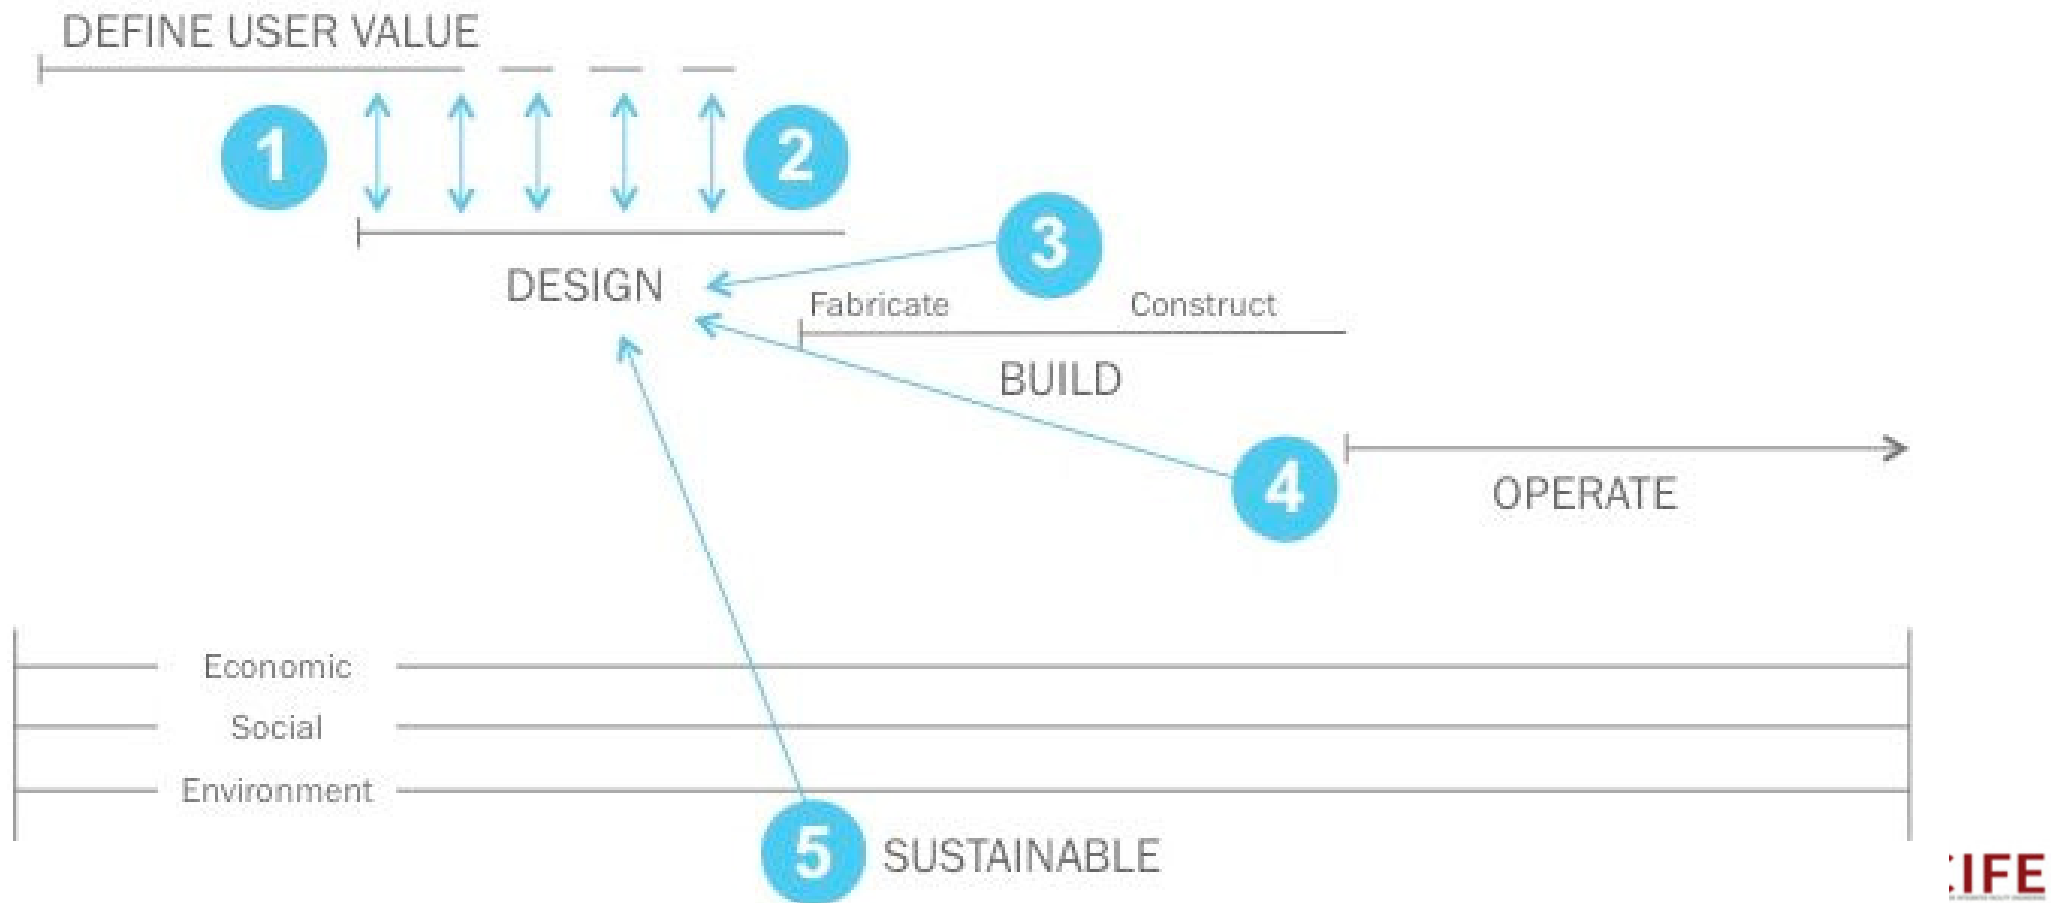 DEFINE USER VALUE
1
2
3
DESIGN
Fabricate
Construct
BUILD
4
OPERATE
Economic
Social
Environment
5
SUSTAINABLE
IFE